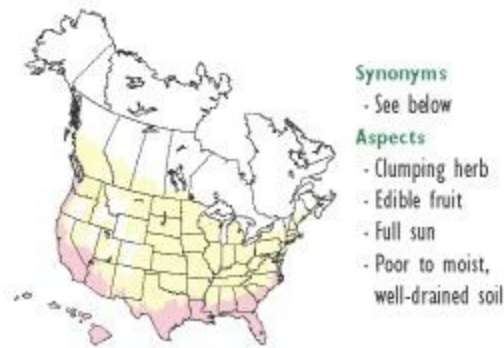 Synonyms
- See below
Aspects
- Clumping herb
- Edible fruit
- Full sun
- Poor to moist,
well-drained soil